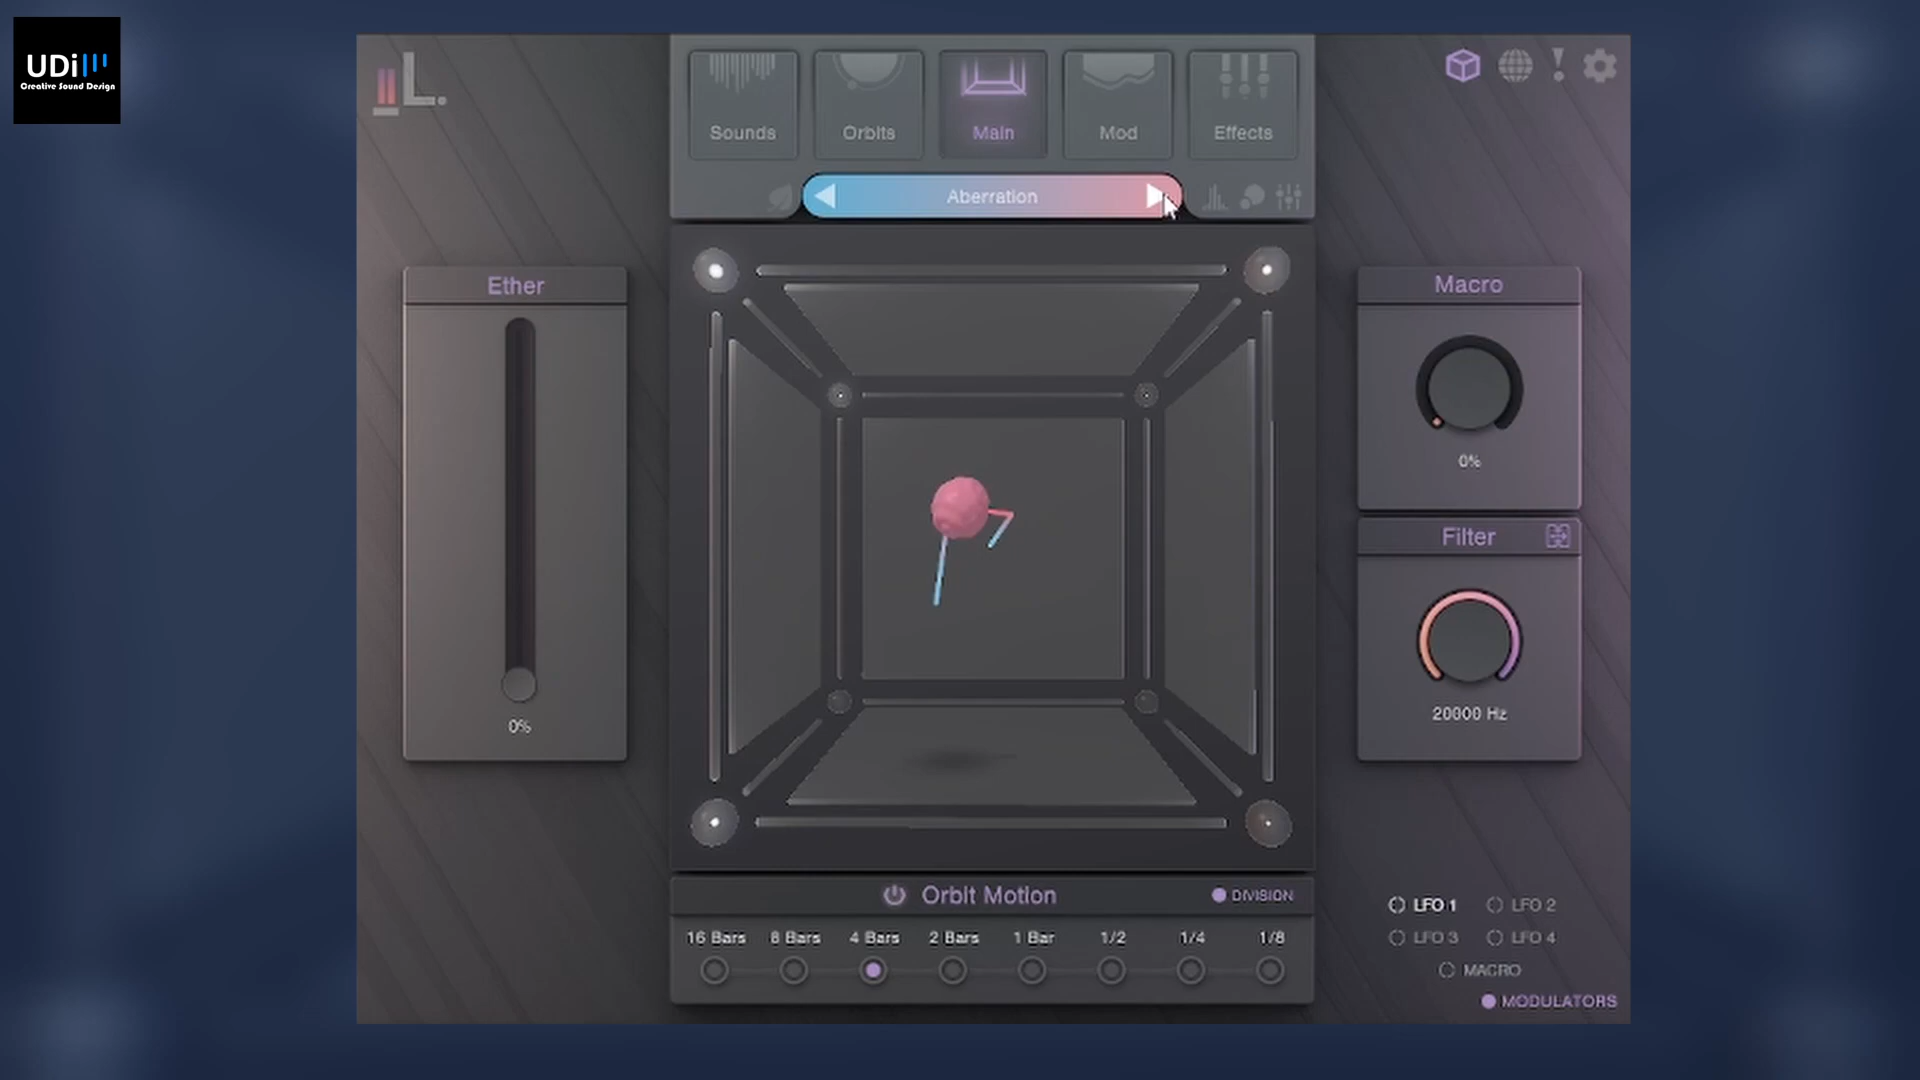 UDi
Creative Sound Design
L.
Sounds
Orbits
Main
Mod
Effects
Aberration
Ether
0%
Macro
0%
Filter
20000 Hz
Orbit Motion
DIVISION
16 Bars
8 Bars
4 Bars
2 Bars
1 Bar
1/2
1/4
1/8
LFO 1
LFO 2
LFO 3
LFO 4
MACRO
MODULATORS